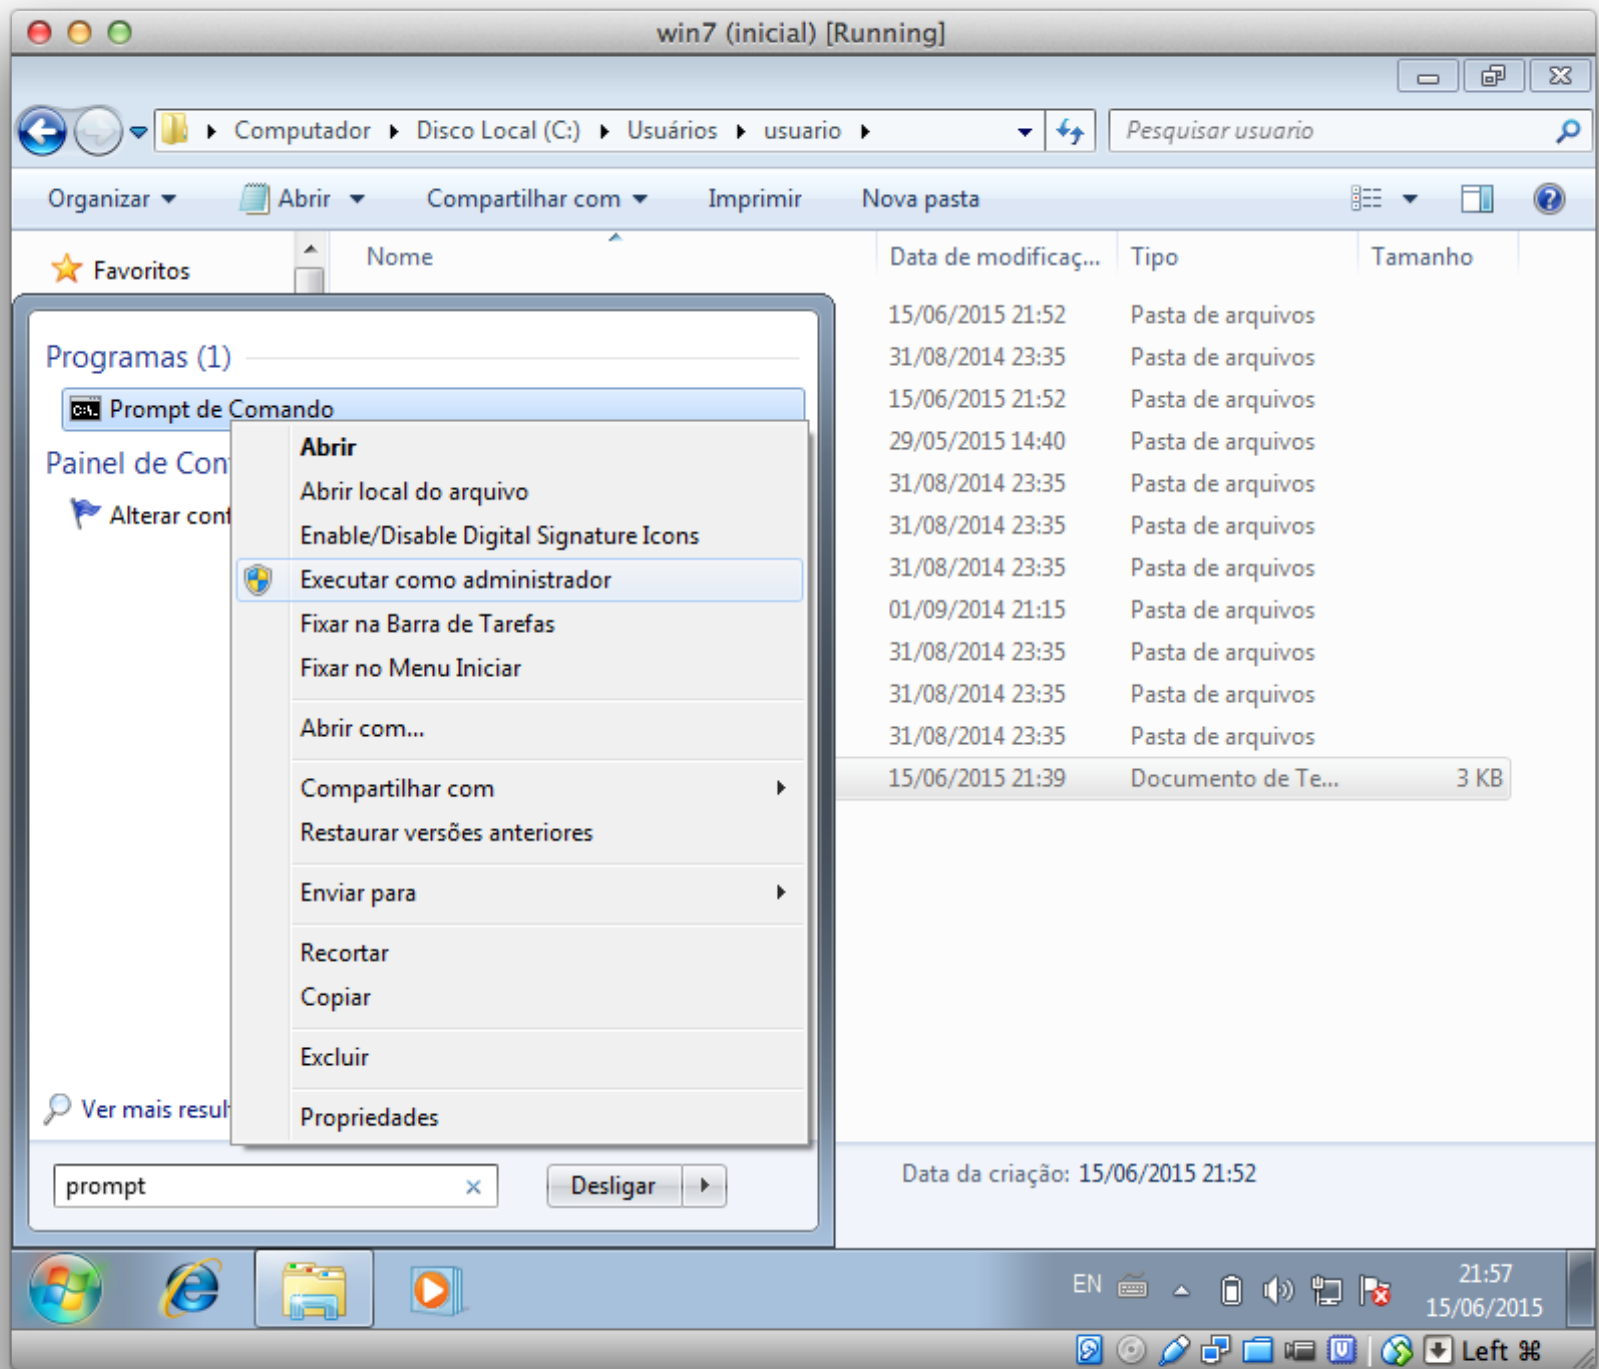 win7 (inicial) [Running]
Computador Disco Local (C:) Usuários usuario
Pesquisar usuario
Organizar Abrir Compartilhar com Imprimir Nova pasta
Favoritos
Nome Data de modificaç... Tipo Tamanho
15/06/2015 21:52 Pasta de arquivos
31/08/2014 23:35 Pasta de arquivos
15/06/2015 21:52 Pasta de arquivos
29/05/2015 14:40 Pasta de arquivos
31/08/2014 23:35 Pasta de arquivos
31/08/2014 23:35 Pasta de arquivos
31/08/2014 23:35 Pasta de arquivos
01/09/2014 21:15 Pasta de arquivos
31/08/2014 23:35 Pasta de arquivos
31/08/2014 23:35 Pasta de arquivos
31/08/2014 23:35 Pasta de arquivos
15/06/2015 21:39 Documento de Te... 3 KB
Programas (1)
Prompt de Comando
Painel de Con
Alterar conf
Abrir
Abrir local do arquivo
Enable/Disable Digital Signature Icons
Executar como administrador
Fixar na Barra de Tarefas
Fixar no Menu Iniciar
Abrir com...
Compartilhar com
Restaurar versões anteriores
Enviar para
Recortar
Copiar
Excluir
Propriedades
Ver mais resul
prompt
Desligar
Data da criação: 15/06/2015 21:52
EN
21:57
15/06/2015
Left ⌘